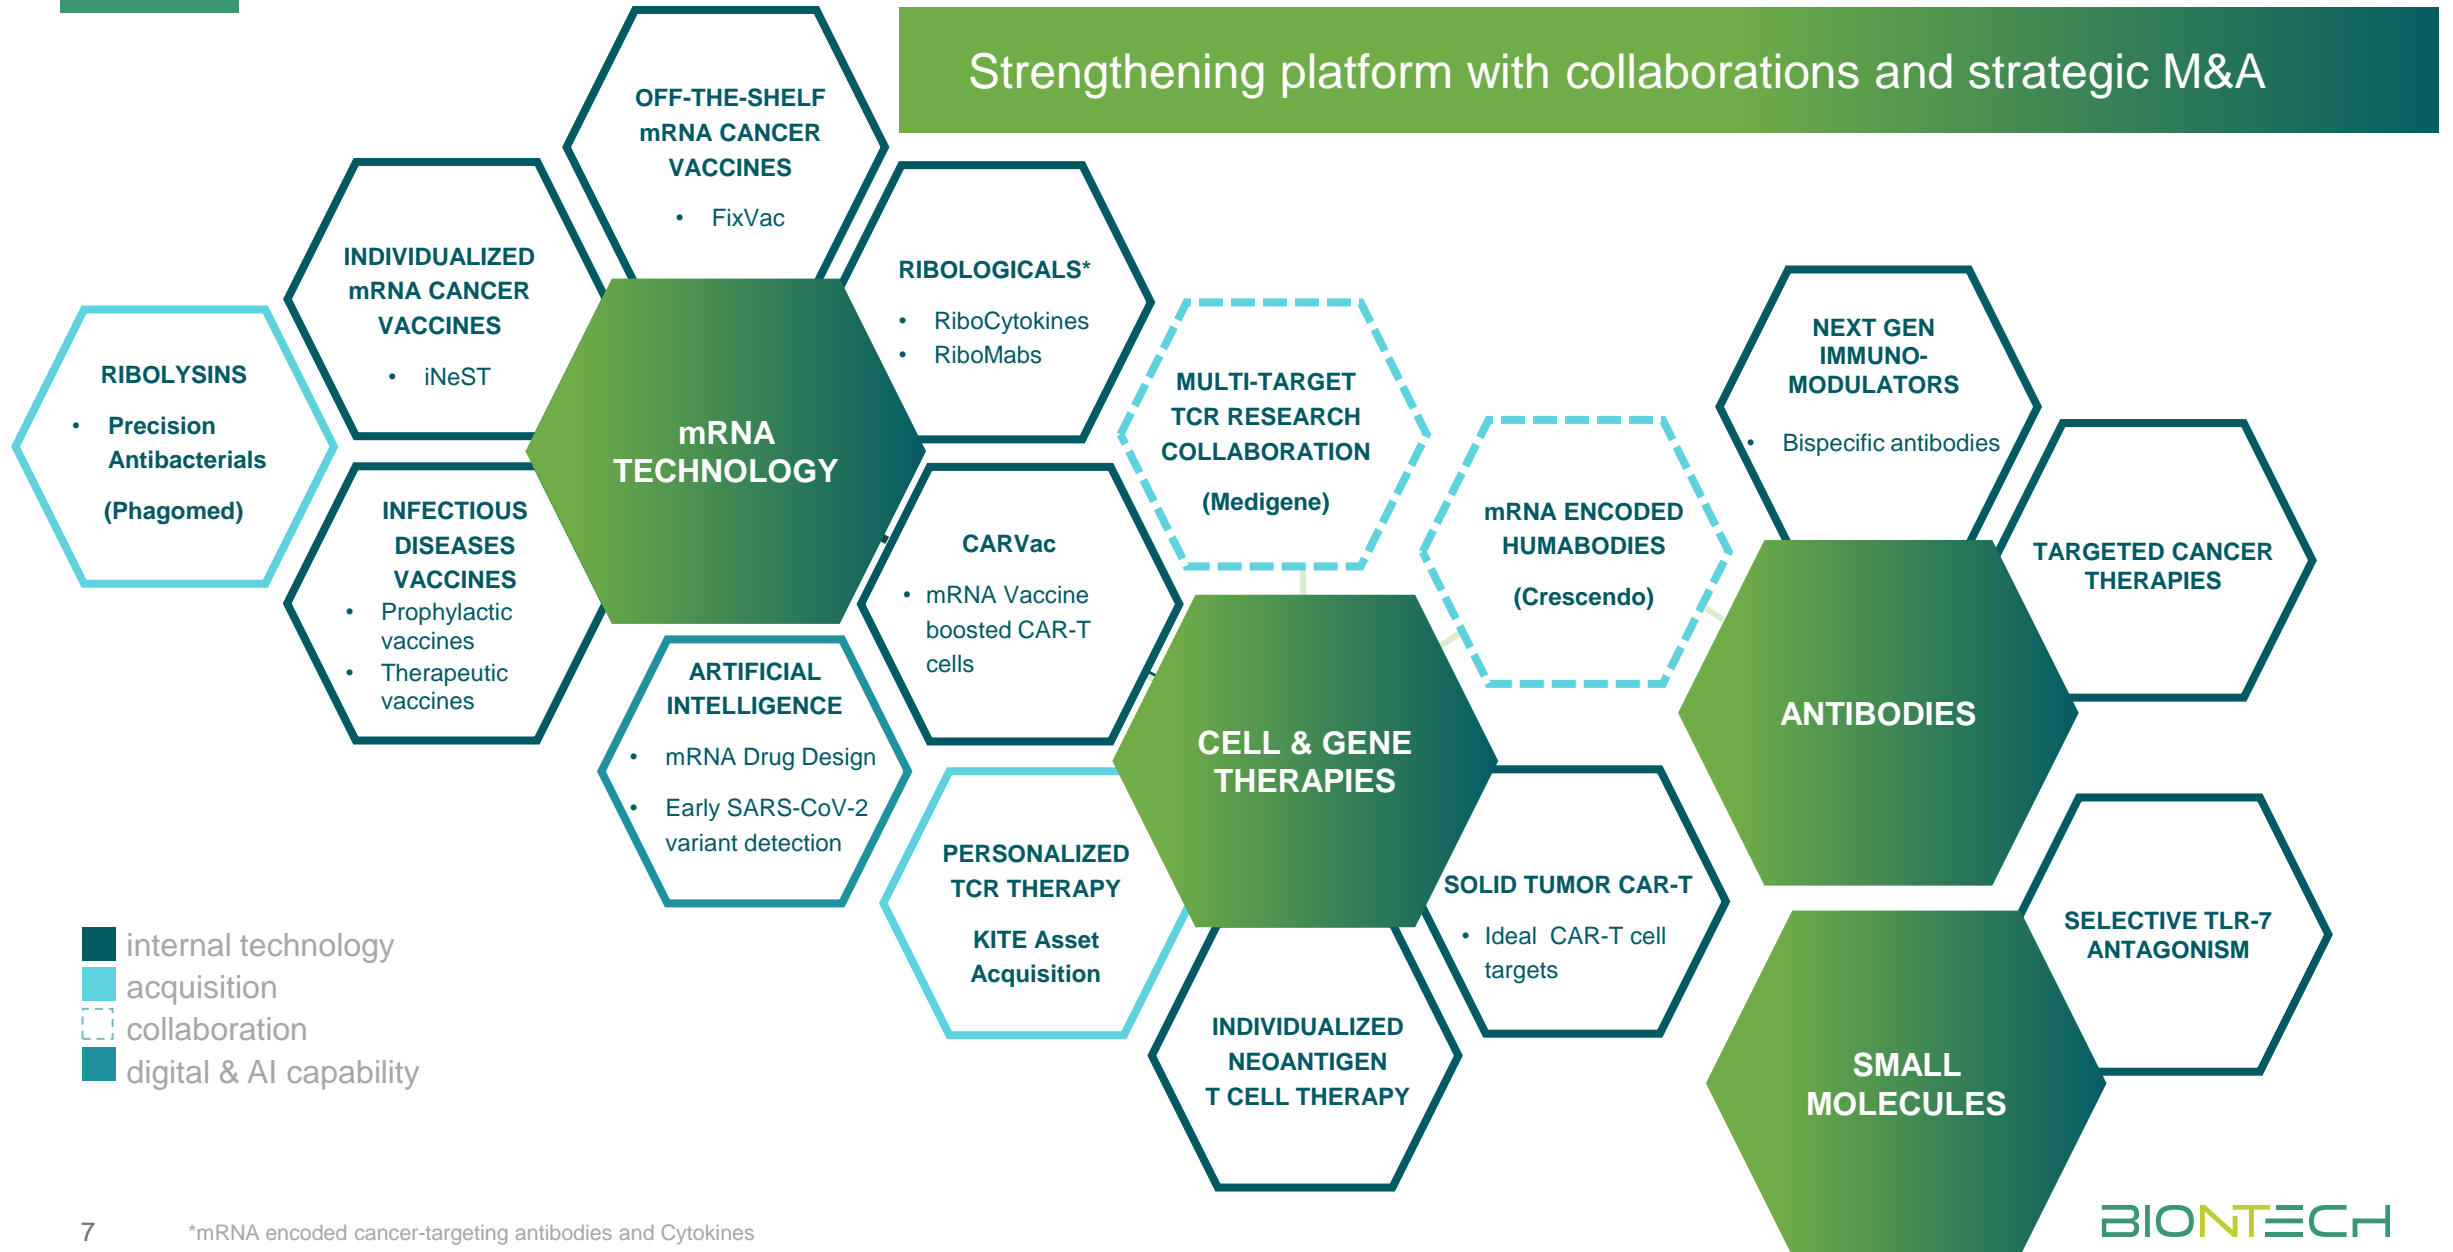 Strengthening platform with collaborations and strategic M&A
OFF-THE-SHELF
mRNA CANCER
VACCINES
• FixVac
INDIVIDUALIZED
mRNA CANCER
VACCINES
• iNeST
RIBOLOGICALS*
• RiboCytokines
• RiboMabs
RIBOLYSINS
• Precision
Antibacterials
(Phagomed)
mRNA
TECHNOLOGY
INFECTIOUS
DISEASES
VACCINES
• Prophylactic
vaccines
• Therapeutic
vaccines
CARVac
• mRNA Vaccine
boosted CAR-T
cells
ARTIFICIAL
INTELLIGENCE
• mRNA Drug Design
• Early SARS-CoV-2
variant detection
MULTI-TARGET
TCR RESEARCH
COLLABORATION
(Medigene)
mRNA ENCODED
HUMABODIES
(Crescendo)
CELL & GENE
THERAPIES
PERSONALIZED
TCR THERAPY
KITE Asset
Acquisition
INDIVIDUALIZED
NEOANTIGEN
T CELL THERAPY
SOLID TUMOR CAR-T
• Ideal CAR-T cell
targets
NEXT GEN
IMMUNO-
MODULATORS
• Bispecific antibodies
TARGETED CANCER
THERAPIES
ANTIBODIES
SELECTIVE TLR-7
ANTAGONISM
SMALL
MOLECULES
internal technology
acquisition
collaboration
digital & AI capability
7
*mRNA encoded cancer-targeting antibodies and Cytokines
BIONTECH